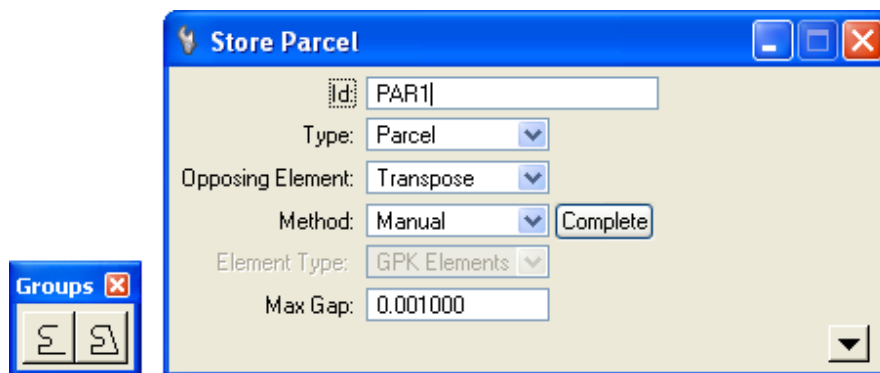 Store Parcel
Id: PAR1
Type: Parcel
Opposing Element: Transpose
Method: Manual Complete
Element Type: GPK Elements
Max Gap: 0.001000
Groups